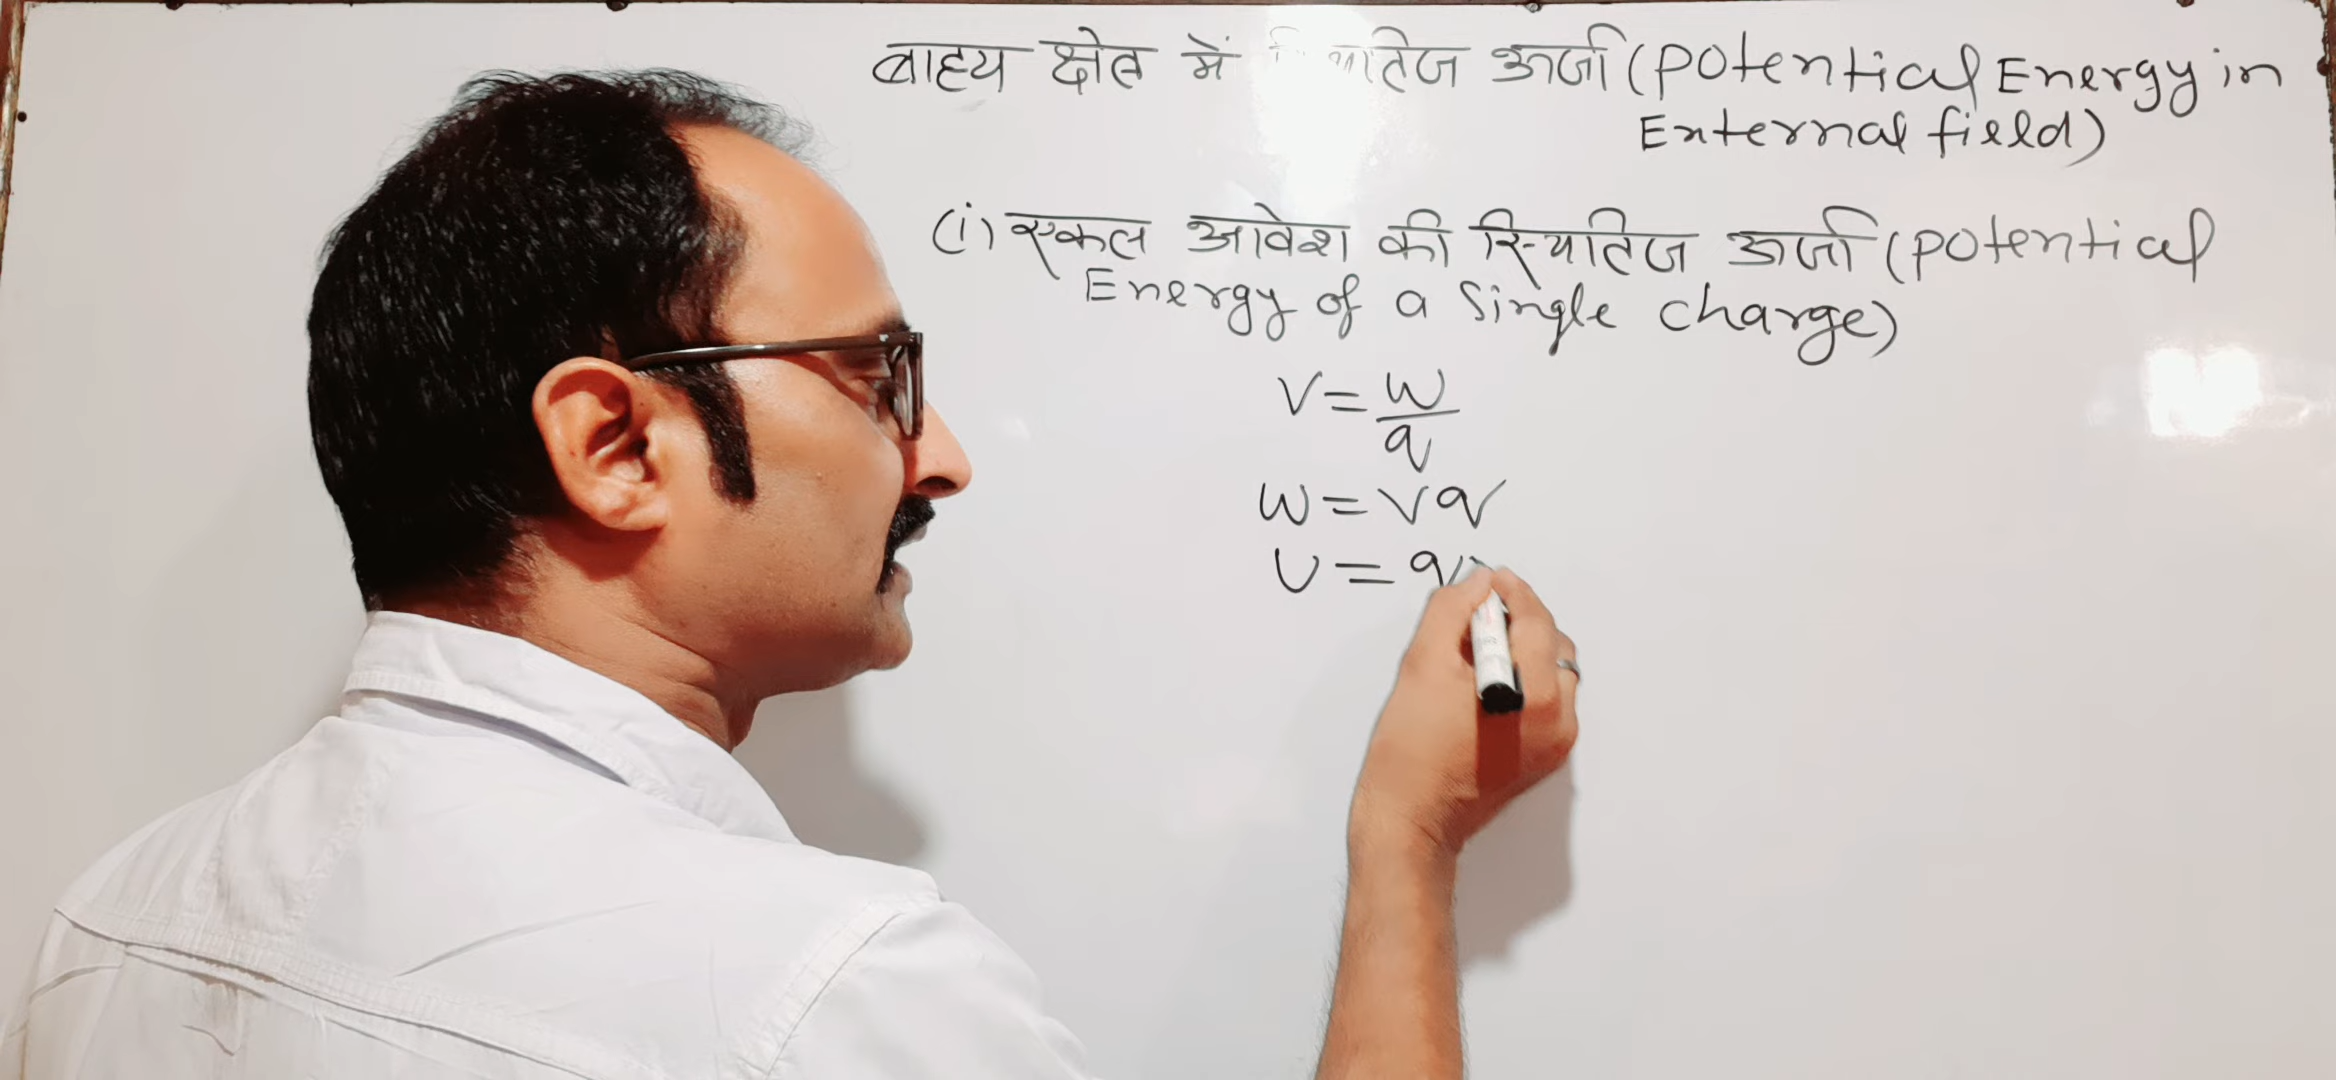 बाह्य क्षेत्र में ऊर्जा (Potential Energy in
External field)
(i) एकल आवेश की स्थितिज ऊर्जा (potential
Energy of a single charge)
V = W
q
W = Vq
U = q